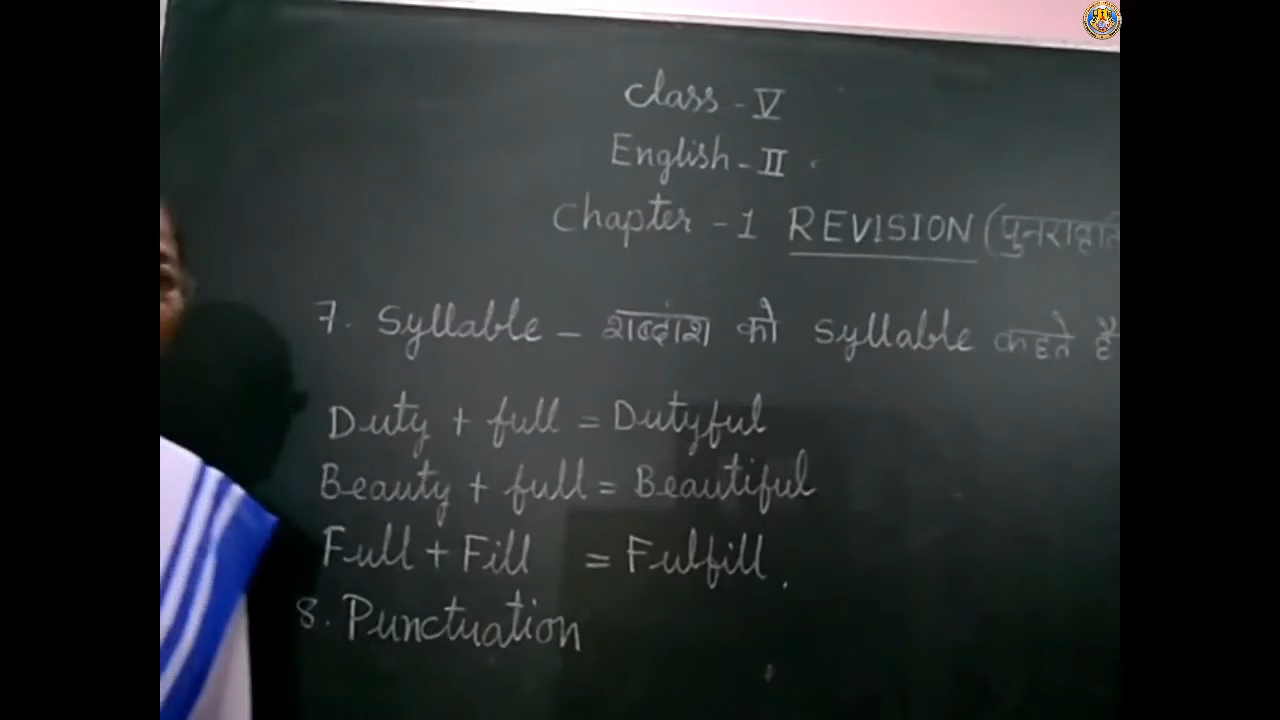 Class - V
English - II
Chapter - 1 REVISION (पुनरावृत्ति
7. Syllable - शब्दांश को Syllable कहते हैं
Duty + full = Dutyful
Beauty + full = Beautiful
Full + Fill = Fulfill.
8. Punctuation